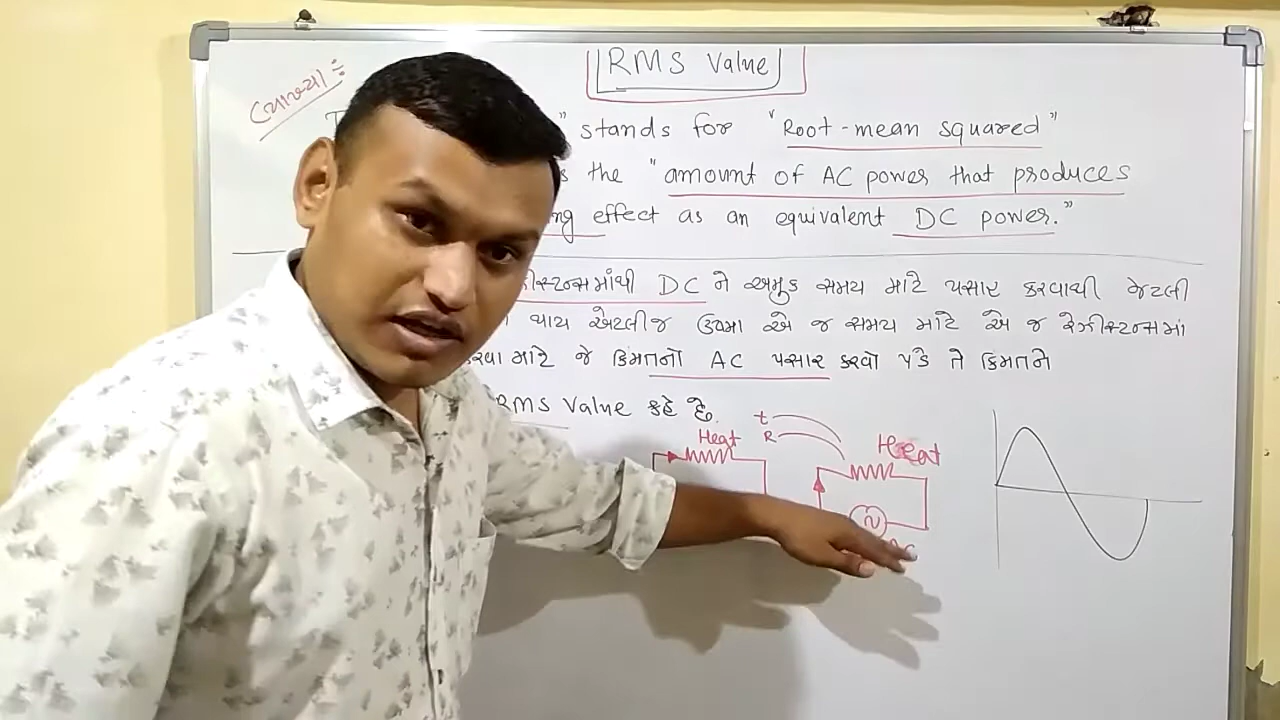 RMS Value
વ્યાખ્યા :-
" stands for "Root-mean squared"
the "amount of AC power that produces
effect as an equivalent DC power."
DC ને અમુક સમય માટે પસાર કરવાથી જેટલી
થાય એટલીજ ઉષ્મા એ જ સમય માટે એ જ રેઝીસ્ટન્સમાં
માટે જે કિંમતનો AC પસાર કરવો પડે તે કિંમતને
RMS Value કહે છે.
t
R
Heat
Heat